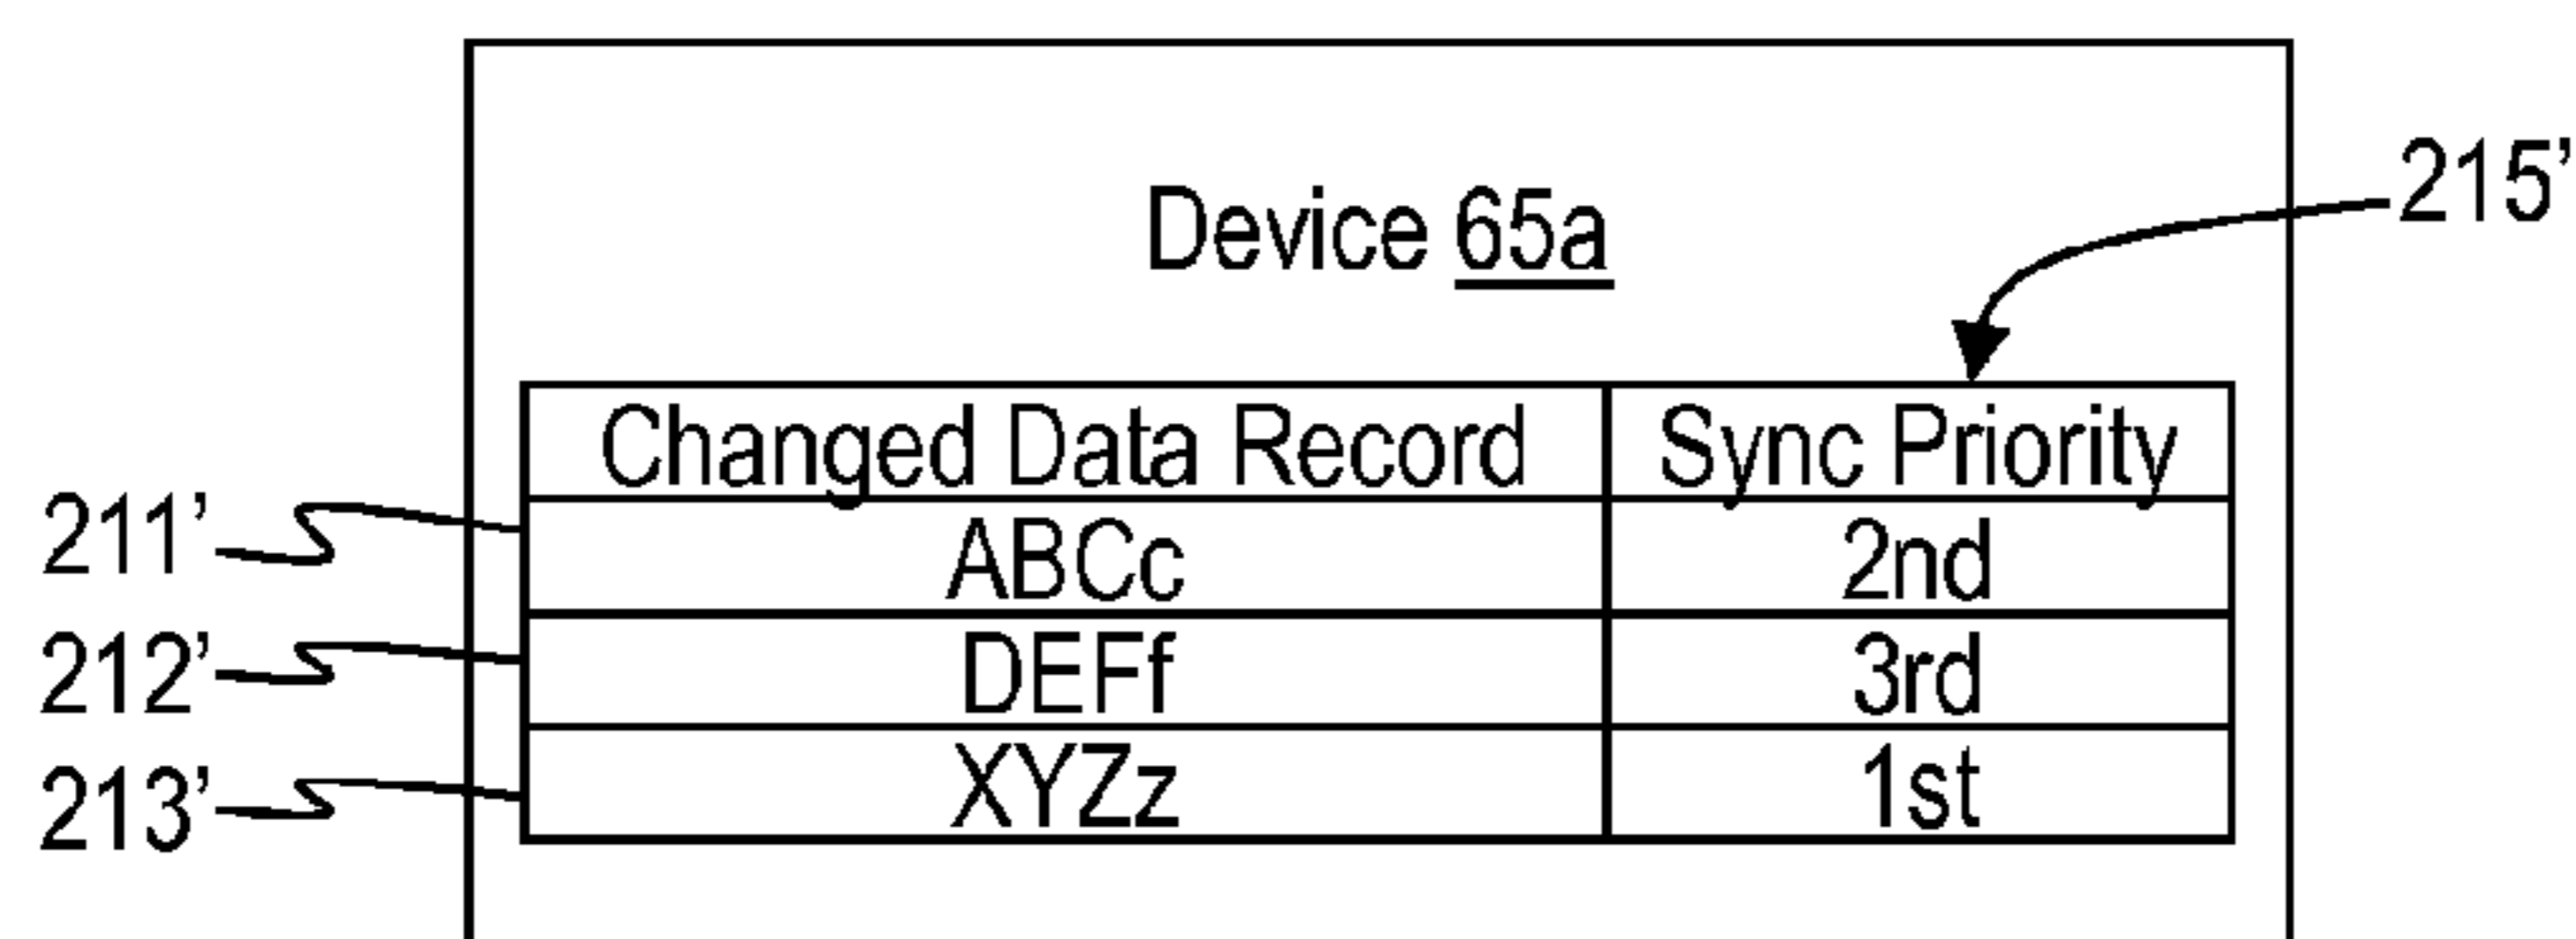 Device 65a
215'
Changed Data Record Sync Priority
211' ABCc 2nd
212' DEFf 3rd
213' XYZz 1st